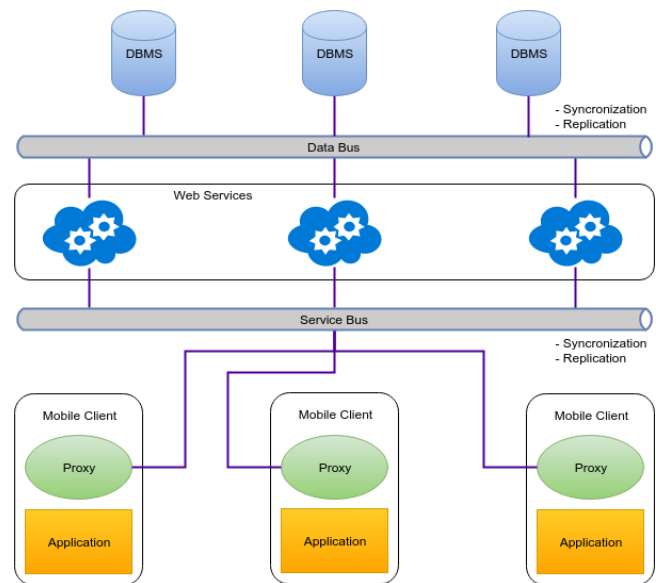 DBMS
DBMS
DBMS
- Syncronization
- Replication
Data Bus
Web Services
Service Bus
- Syncronization
- Replication
Mobile Client
Mobile Client
Mobile Client
Proxy
Proxy
Proxy
Application
Application
Application